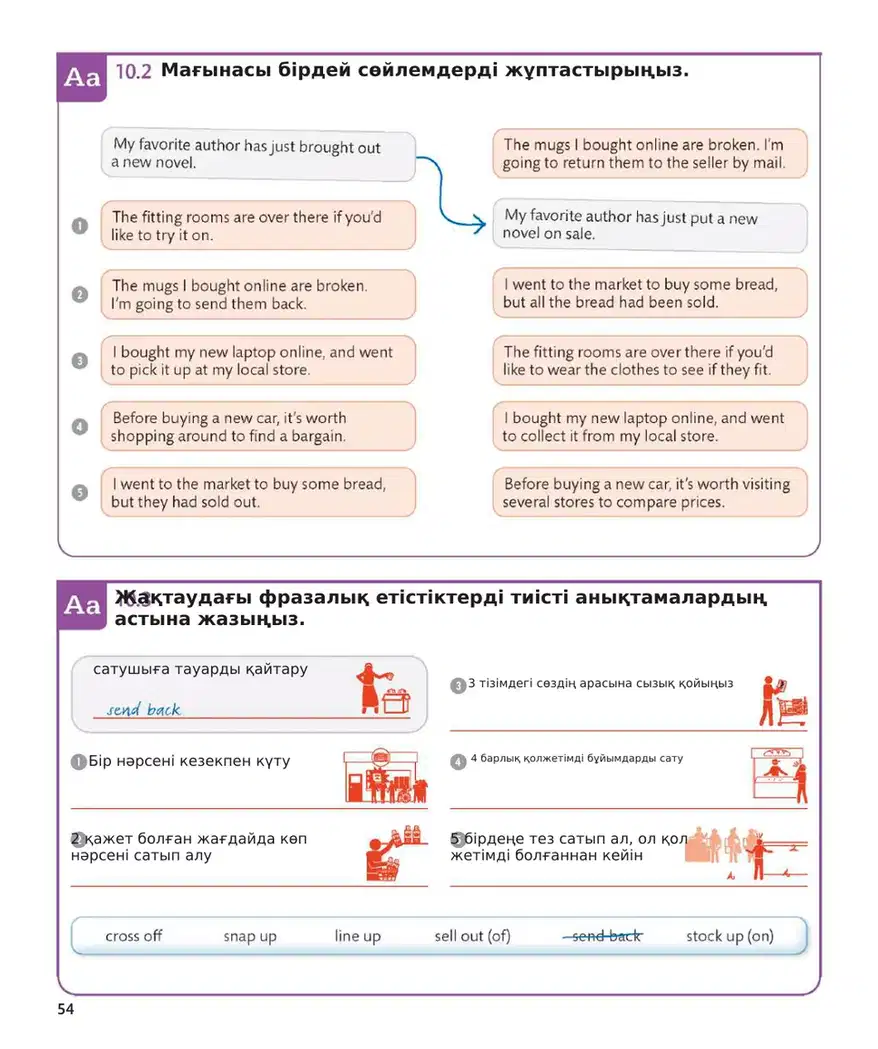 Aa 10.2 Мағынасы бірдей сөйлемдерді жұптастырыңыз.
My favorite author has just brought out
a new novel.
1 The fitting rooms are over there if you'd
like to try it on.
2 The mugs I bought online are broken.
I'm going to send them back.
3 I bought my new laptop online, and went
to pick it up at my local store.
4 Before buying a new car, it's worth
shopping around to find a bargain.
5 I went to the market to buy some bread,
but they had sold out.
The mugs I bought online are broken. I'm
going to return them to the seller by mail.
My favorite author has just put a new
novel on sale.
I went to the market to buy some bread,
but all the bread had been sold.
The fitting rooms are over there if you'd
like to wear the clothes to see if they fit.
I bought my new laptop online, and went
to collect it from my local store.
Before buying a new car, it's worth visiting
several stores to compare prices.
Aa 10.3 Жақтаудағы фразалық етістіктерді тиісті анықтамалардың
астына жазыңыз.
сатушыға тауарды қайтару
send back
1 Бір нәрсені кезекпен күту
2 қажет болған жағдайда көп
нәрсені сатып алу
3 3 тізімдегі сөздің арасына сызық қойыңыз
4 4 барлық қолжетімді бұйымдарды сату
5 бірдеңе тез сатып ал, ол қол
жетімді болғаннан кейін
cross off snap up line up sell out (of) send back stock up (on)
54